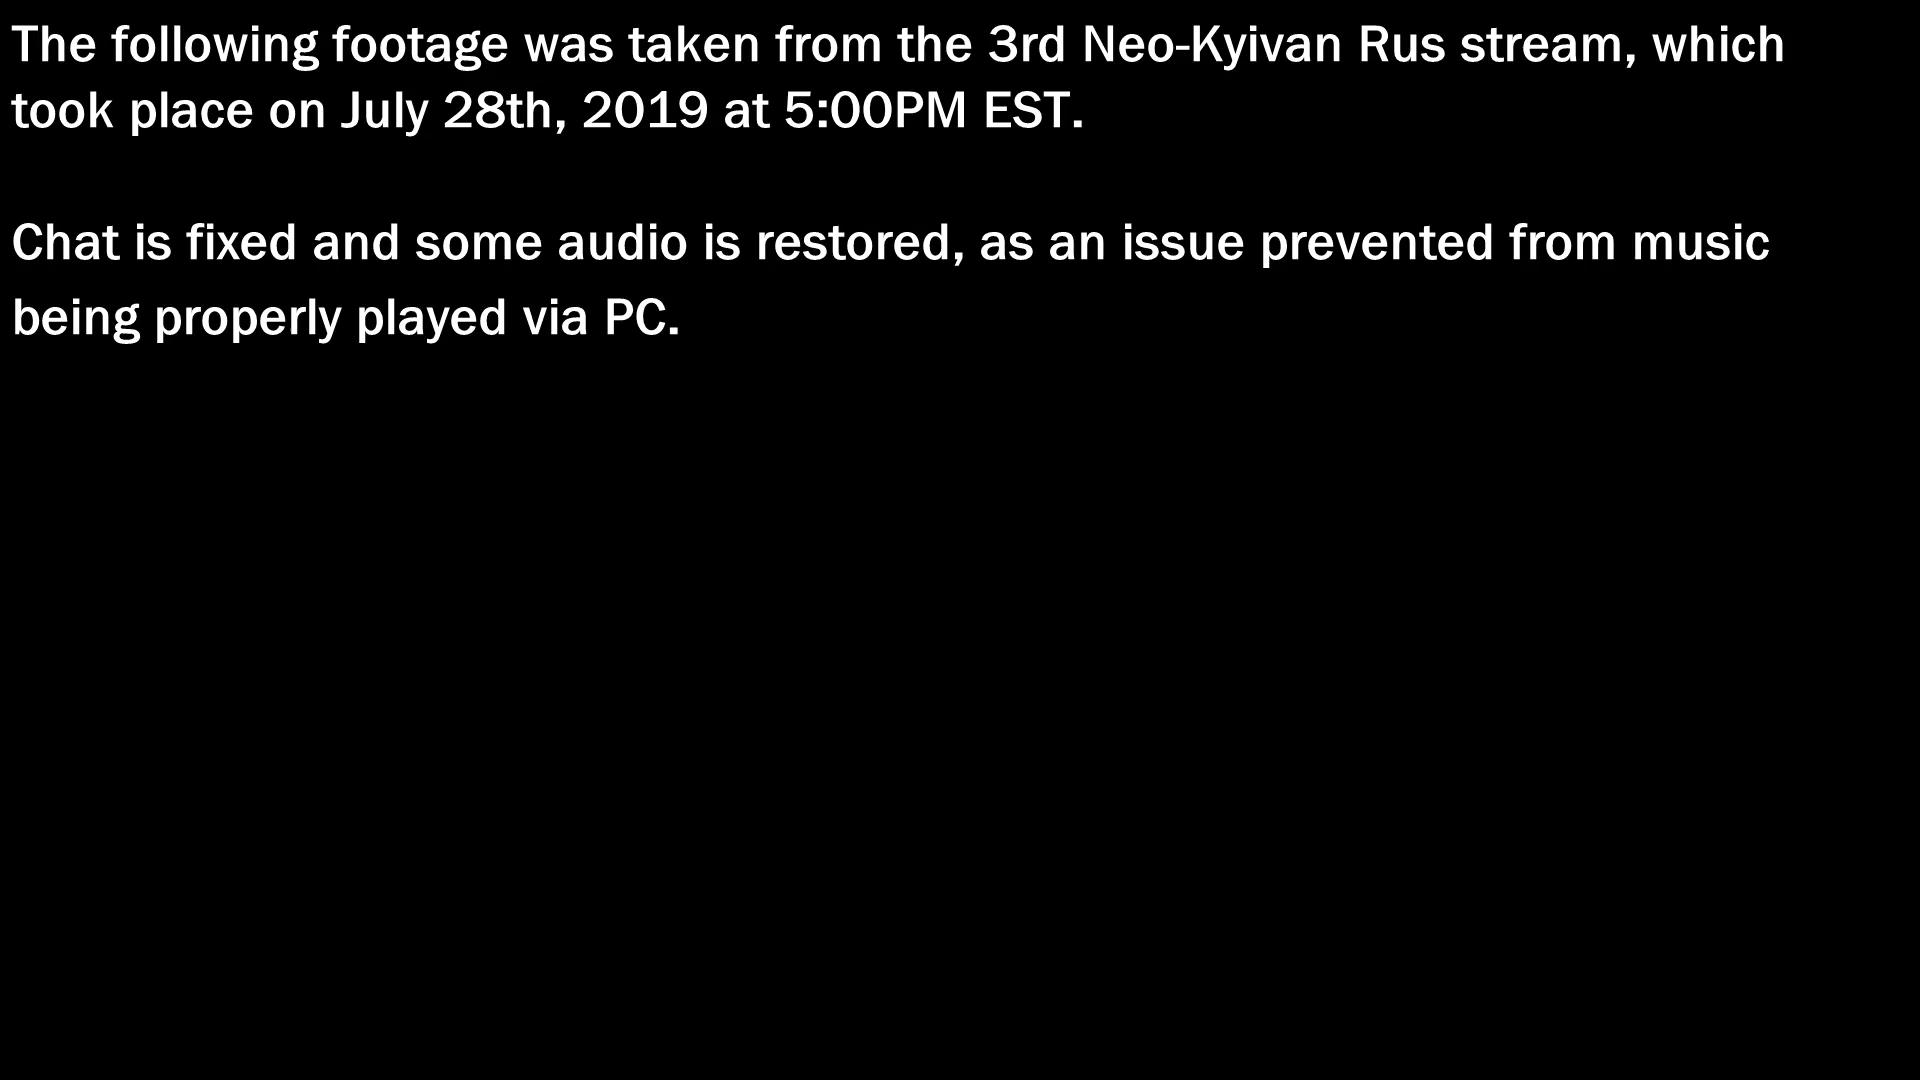 The following footage was taken from the 3rd Neo-Kyivan Rus stream, which
took place on July 28th, 2019 at 5:00PM EST.
Chat is fixed and some audio is restored, as an issue prevented from music
being properly played via PC.